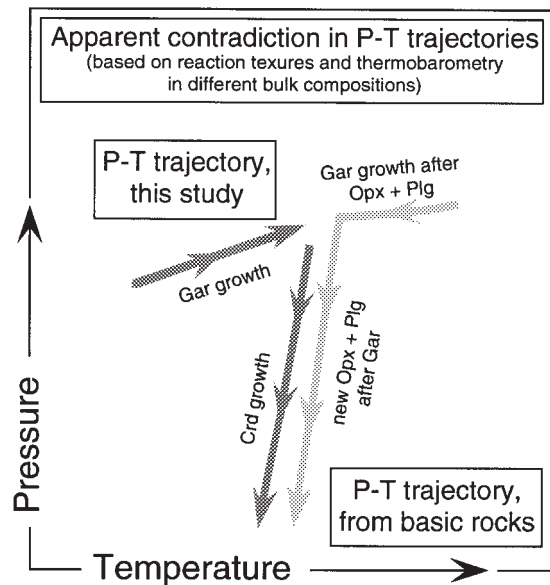 Apparent contradiction in P-T trajectories
(based on reaction texures and thermobarometry
in different bulk compositions)
P-T trajectory,
this study
Gar growth after
Opx + Plg
Gar growth
Crd growth
new Opx + Plg
after Gar
P-T trajectory,
from basic rocks
Pressure
Temperature